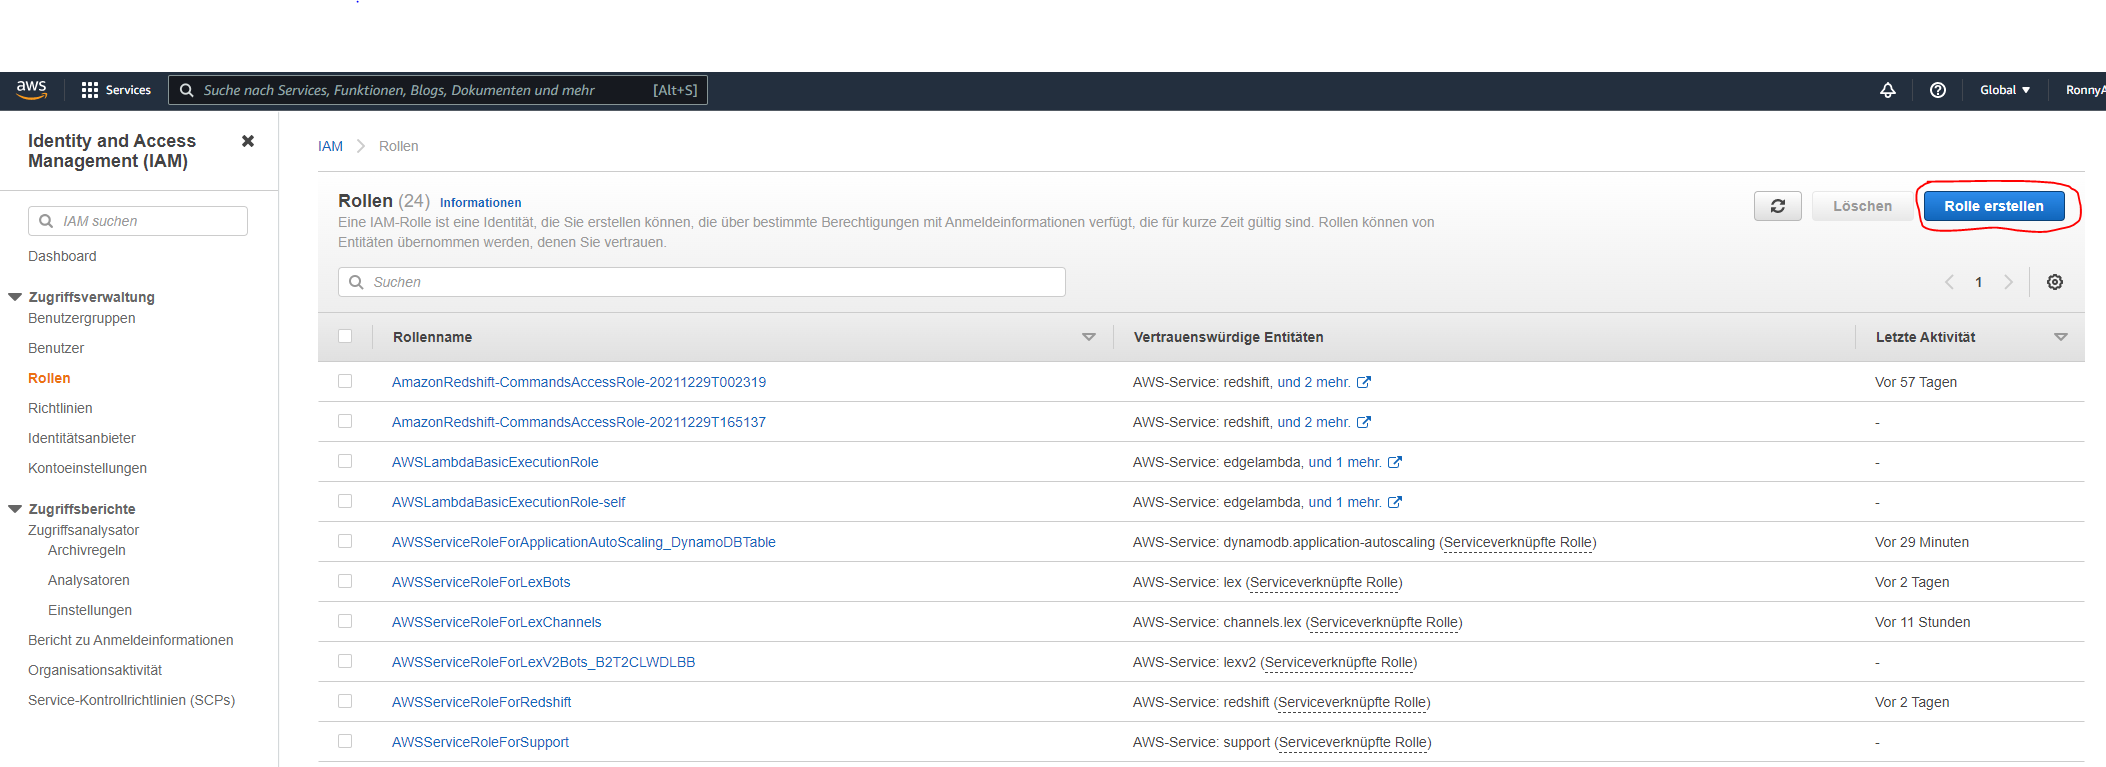 aws
Services
Suche nach Services, Funktionen, Blogs, Dokumenten und mehr
[Alt+S]
Global
RonnyA
Identity and Access
Management (IAM)
IAM suchen
Dashboard
Zugriffsverwaltung
Benutzergruppen
Benutzer
Rollen
Richtlinien
Identitätsanbieter
Kontoeinstellungen
Zugriffsberichte
Zugriffsanalysator
Archivregeln
Analysatoren
Einstellungen
Bericht zu Anmeldeinformationen
Organisationsaktivität
Service-Kontrollrichtlinien (SCPs)
IAM > Rollen
Rollen (24) Informationen
Eine IAM-Rolle ist eine Identität, die Sie erstellen können, die über bestimmte Berechtigungen mit Anmeldeinformationen verfügt, die für kurze Zeit gültig sind. Rollen können von
Entitäten übernommen werden, denen Sie vertrauen.
Löschen
Rolle erstellen
Suchen
1
Rollenname Vertrauenswürdige Entitäten Letzte Aktivität
AmazonRedshift-CommandsAccessRole-20211229T002319 AWS-Service: redshift, und 2 mehr. Vor 57 Tagen
AmazonRedshift-CommandsAccessRole-20211229T165137 AWS-Service: redshift, und 2 mehr. -
AWSLambdaBasicExecutionRole AWS-Service: edgelambda, und 1 mehr. -
AWSLambdaBasicExecutionRole-self AWS-Service: edgelambda, und 1 mehr. -
AWSServiceRoleForApplicationAutoScaling_DynamoDBTable AWS-Service: dynamodb.application-autoscaling (Serviceverknüpfte Rolle) Vor 29 Minuten
AWSServiceRoleForLexBots AWS-Service: lex (Serviceverknüpfte Rolle) Vor 2 Tagen
AWSServiceRoleForLexChannels AWS-Service: channels.lex (Serviceverknüpfte Rolle) Vor 11 Stunden
AWSServiceRoleForLexV2Bots_B2T2CLWDLBB AWS-Service: lexv2 (Serviceverknüpfte Rolle) -
AWSServiceRoleForRedshift AWS-Service: redshift (Serviceverknüpfte Rolle) Vor 2 Tagen
AWSServiceRoleForSupport AWS-Service: support (Serviceverknüpfte Rolle) -